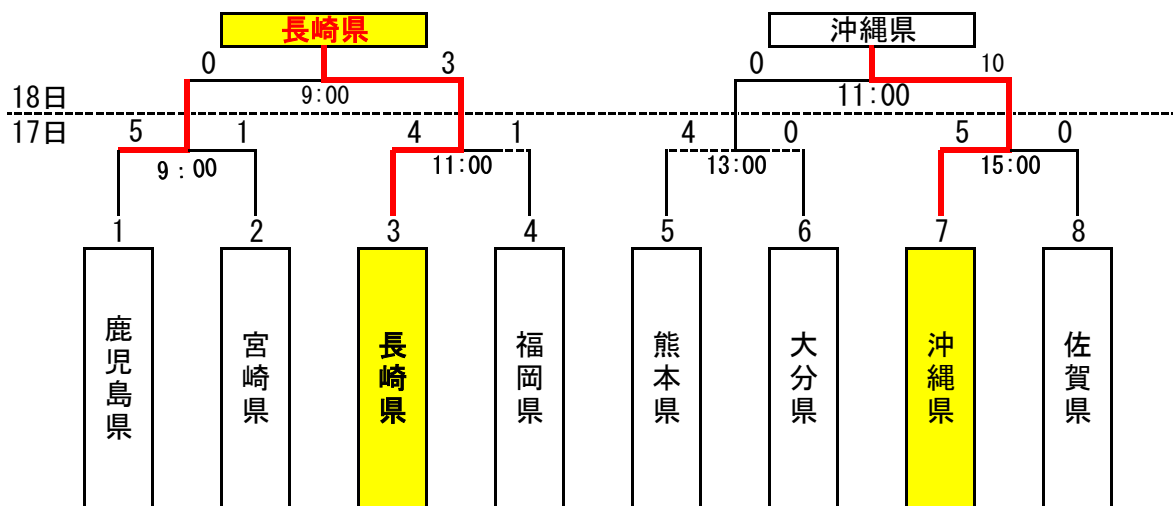 長崎県 沖縄県
0 3 0 10
9:00 11:00
18日
17日
5 1 4 1 4 0 5 0
9:00 11:00 13:00 15:00
1 2 3 4 5 6 7 8
鹿児島県
宮崎県
長崎県
福岡県
熊本県
大分県
沖縄県
佐賀県